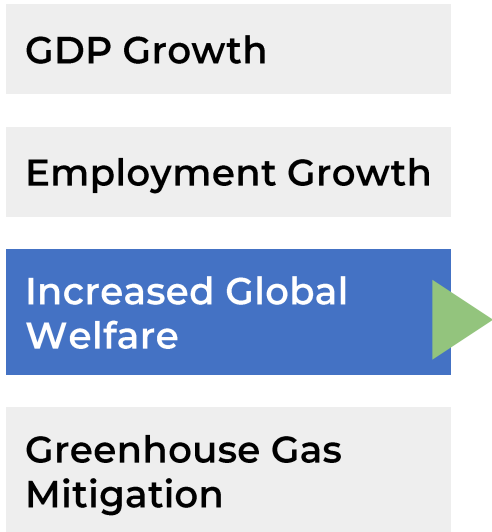 GDP Growth
Employment Growth
Increased Global
Welfare
Greenhouse Gas
Mitigation